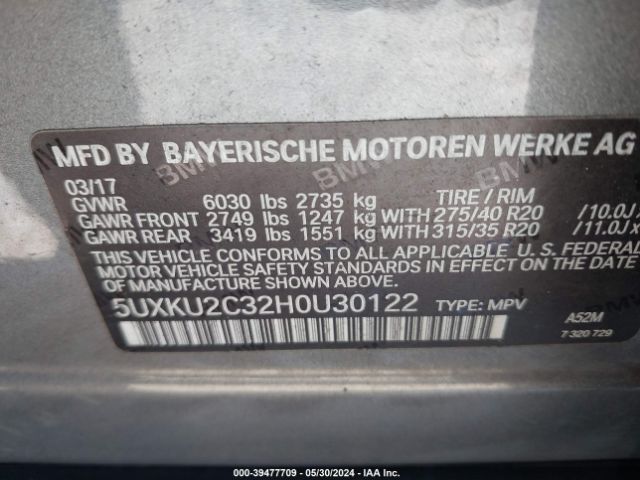 MFD BY BAYERISCHE MOTOREN WERKE AG
03/17
GVWR 6030 lbs 2735 kg TIRE / RIM
GAWR FRONT 2749 lbs 1247 kg WITH 275/40 R20 /10.0J
GAWR REAR 3419 lbs 1551 kg WITH 315/35 R20 /11.0Jx
THIS VEHICLE CONFORMS TO ALL APPLICABLE U. S. FEDERAL
MOTOR VEHICLE SAFETY STANDARDS IN EFFECT ON THE DATE
OF MANUFACTURE SHOWN ABOVE.
5UXKU2C32H0U30122 TYPE: MPV
A52M
7 320 729
000-39477709 - 05/30/2024 - IAA Inc.